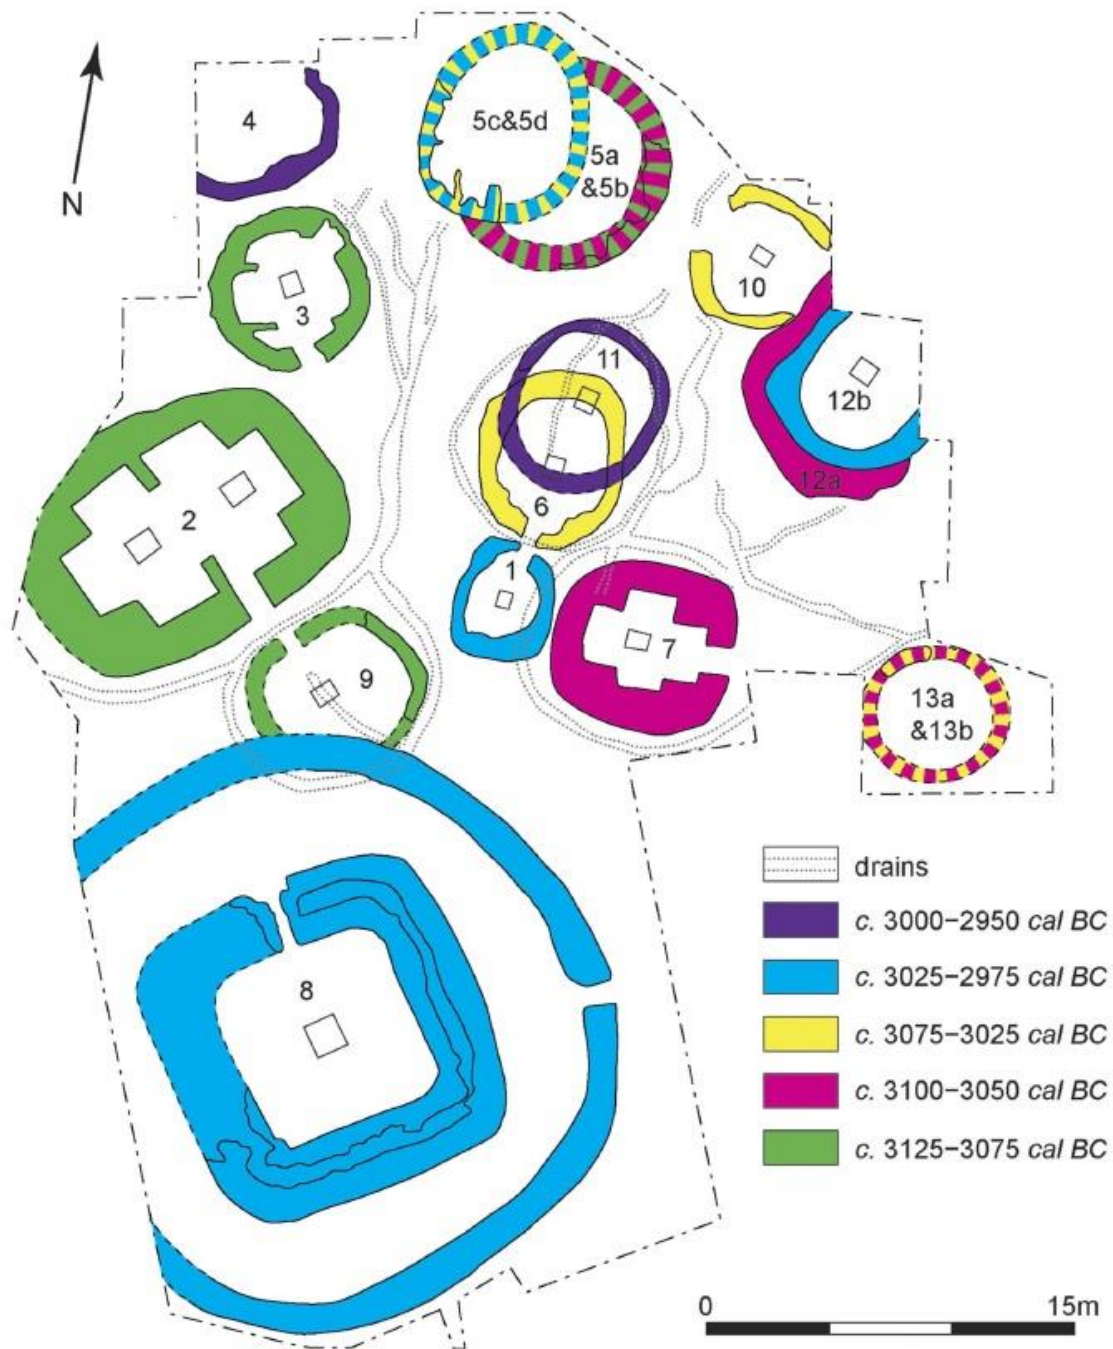 4
5c&5d
5a
&5b
N
3
10
11
12b
2
12a
6
1
7
9
13a
&13b
8
drains
c. 3000–2950 cal BC
c. 3025–2975 cal BC
c. 3075–3025 cal BC
c. 3100–3050 cal BC
c. 3125–3075 cal BC
0 15m